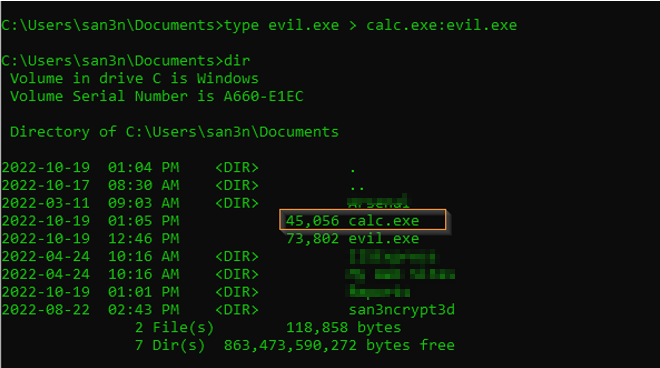 C:\Users\san3n\Documents>type evil.exe > calc.exe:evil.exe
C:\Users\san3n\Documents>dir
Volume in drive C is Windows
Volume Serial Number is A660-E1EC
Directory of C:\Users\san3n\Documents
2022-10-19 01:04 PM <DIR> .
2022-10-17 08:30 AM <DIR> ..
2022-03-11 09:03 AM <DIR>
2022-10-19 01:05 PM 45,056 calc.exe
2022-10-19 12:46 PM 73,802 evil.exe
2022-04-24 10:16 AM <DIR>
2022-04-24 10:16 AM <DIR>
2022-10-19 01:01 PM <DIR>
2022-08-22 02:43 PM <DIR> san3ncrypt3d
2 File(s) 118,858 bytes
7 Dir(s) 863,473,590,272 bytes free